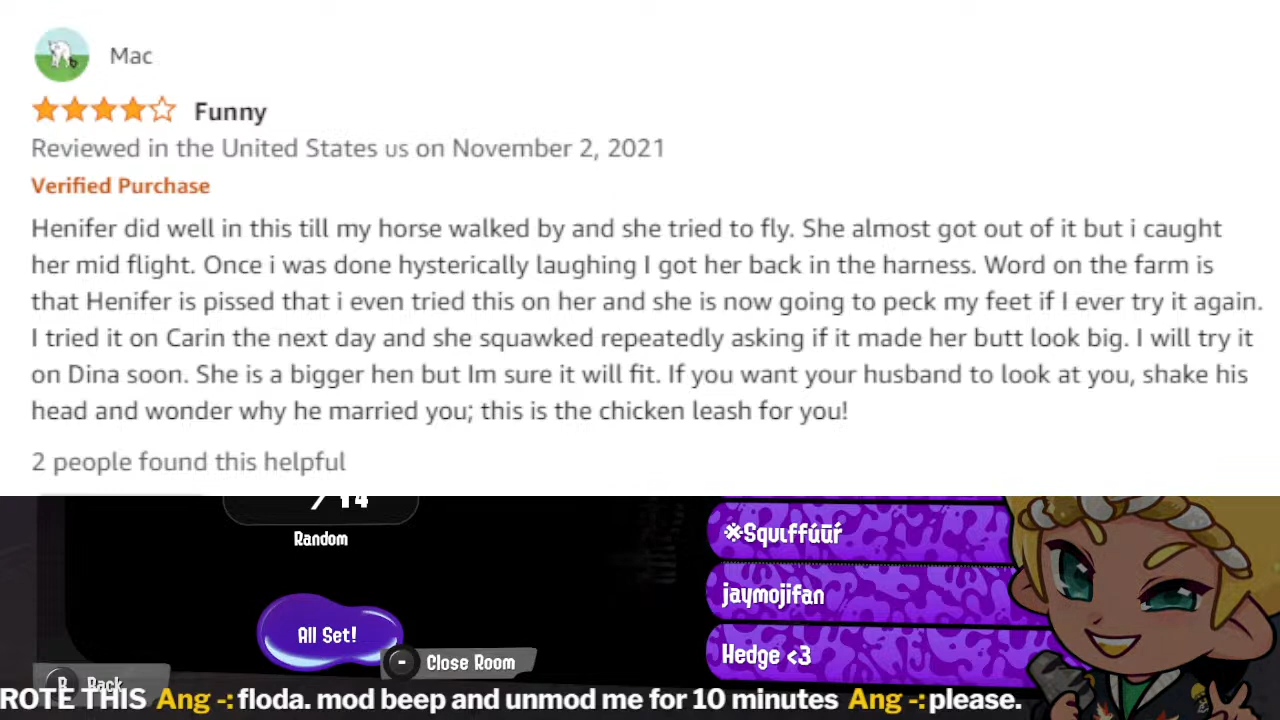 Mac
Funny
Reviewed in the United States us on November 2, 2021
Verified Purchase
Henifer did well in this till my horse walked by and she tried to fly. She almost got out of it but i caught
her mid flight. Once i was done hysterically laughing I got her back in the harness. Word on the farm is
that Henifer is pissed that i even tried this on her and she is now going to peck my feet if I ever try it again.
I tried it on Carin the next day and she squawked repeatedly asking if it made her butt look big. I will try it
on Dina soon. She is a bigger hen but Im sure it will fit. If you want your husband to look at you, shake his
head and wonder why he married you; this is the chicken leash for you!
2 people found this helpful
Random
※Squιffúūŕ
jaymojifan
All Set!
Hedge <3
- Close Room
B Back
ROTE THIS Ang -: floda. mod beep and unmod me for 10 minutes Ang -: please.